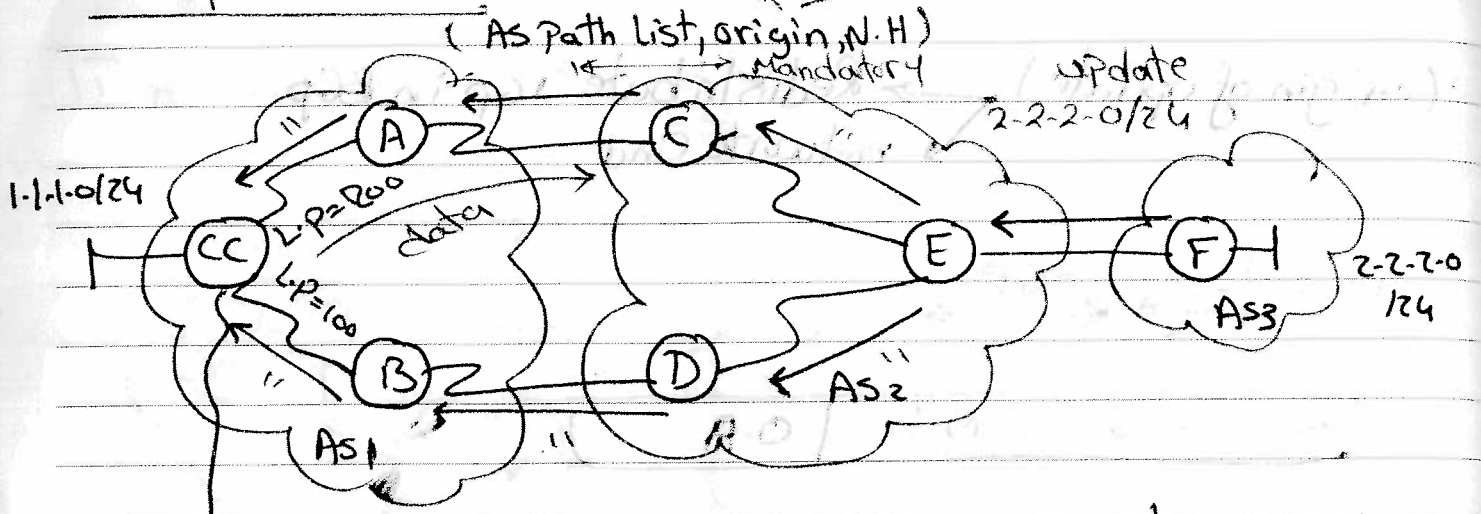 ( AS Path List, origin, N.H )
Mandatory
update
2-2-2-0/24
"
A
C
"
1.1.1.0/24
L.P=200
data
CC
E
F
L.P=100
2-2-2-0
/24
AS3
"
B
D
"
AS2
AS1
"